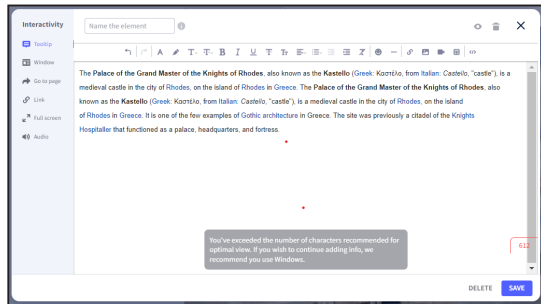 Interactivity
Name the element
Tooltip
Window
Go to page
Link
Full screen
Audio
The Palace of the Grand Master of the Knights of Rhodes, also known as the Kastello (Greek: Καστέλο, from Italian: Castello, "castle"), is a
medieval castle in the city of Rhodes, on the island of Rhodes in Greece. The Palace of the Grand Master of the Knights of Rhodes, also
known as the Kastello (Greek: Καστέλο, from Italian: Castello, "castle"), is a medieval castle in the city of Rhodes, on the island
of Rhodes in Greece. It is one of the few examples of Gothic architecture in Greece. The site was previously a citadel of the Knights
Hospitaller that functioned as a palace, headquarters, and fortress.
You've exceeded the number of characters recommended for
optimal view. If you wish to continue adding info, we
recommend you use Windows.
612
DELETE SAVE